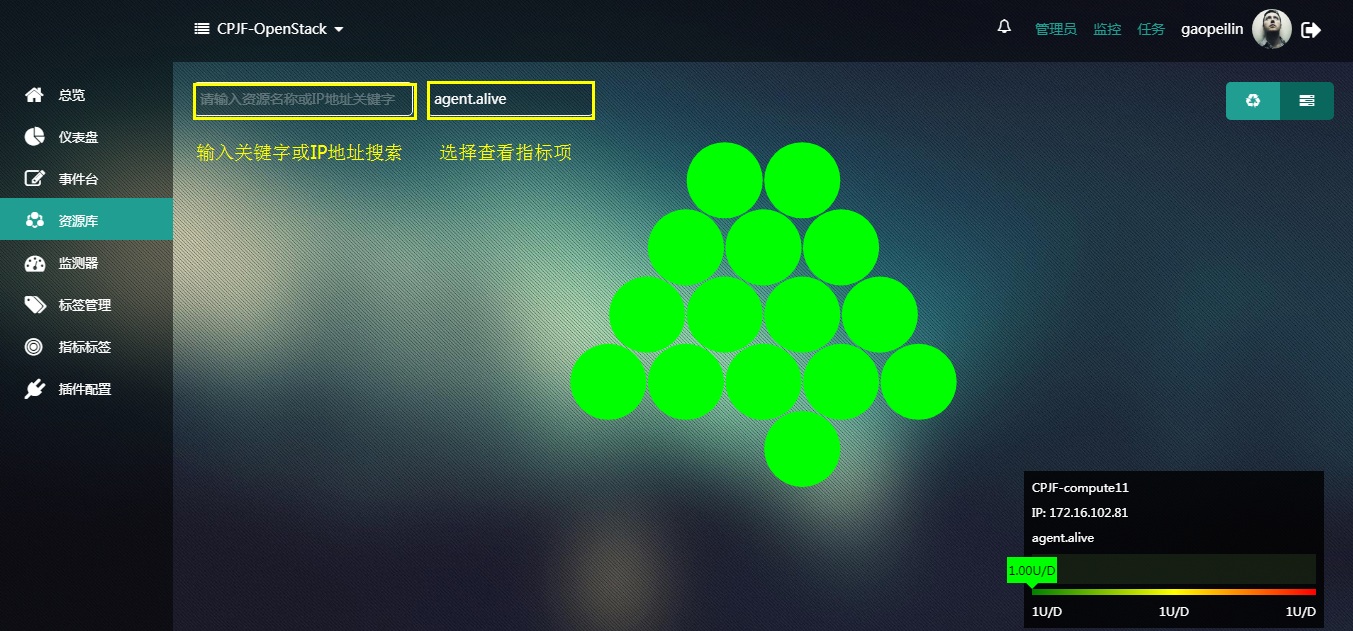 CPJF-OpenStack
管理员 监控 任务 gaopeilin
总览
仪表盘
事件台
资源库
监测器
标签管理
指标标签
插件配置
请输入资源名称或IP地址关键字 agent.alive
输入关键字或IP地址搜索 选择查看指标项
CPJF-compute11
IP: 172.16.102.81
agent.alive
1.00U/D
1U/D 1U/D 1U/D